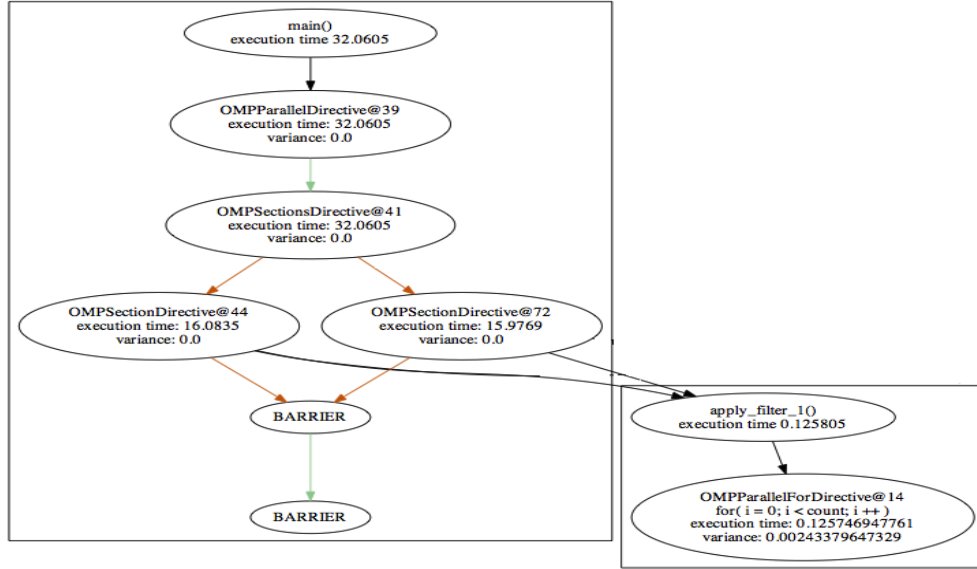 main()
execution time 32.0605
OMPParallelDirective@39
execution time: 32.0605
variance: 0.0
OMPSectionsDirective@41
execution time: 32.0605
variance: 0.0
OMPSectionDirective@44
execution time: 16.0835
variance: 0.0
OMPSectionDirective@72
execution time: 15.9769
variance: 0.0
BARRIER
BARRIER
apply_filter_1()
execution time 0.125805
OMPParallelForDirective@14
for( i = 0; i < count; i ++ )
execution time: 0.125746947761
variance: 0.00243379647329